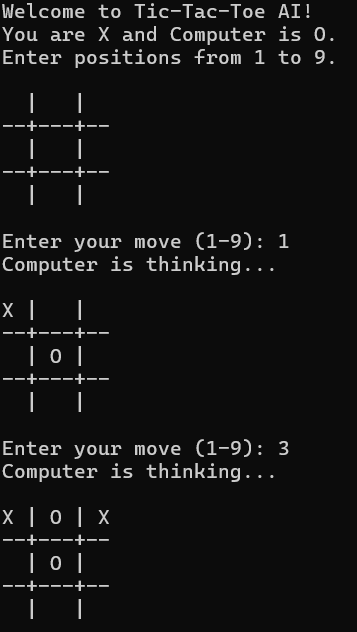 Welcome to Tic-Tac-Toe AI!
You are X and Computer is O.
Enter positions from 1 to 9.
  |   |
--+---+--
  |   |
--+---+--
  |   |
Enter your move (1-9): 1
Computer is thinking...
X |   |
--+---+--
  | O |
--+---+--
  |   |
Enter your move (1-9): 3
Computer is thinking...
X | O | X
--+---+--
  | O |
--+---+--
  |   |